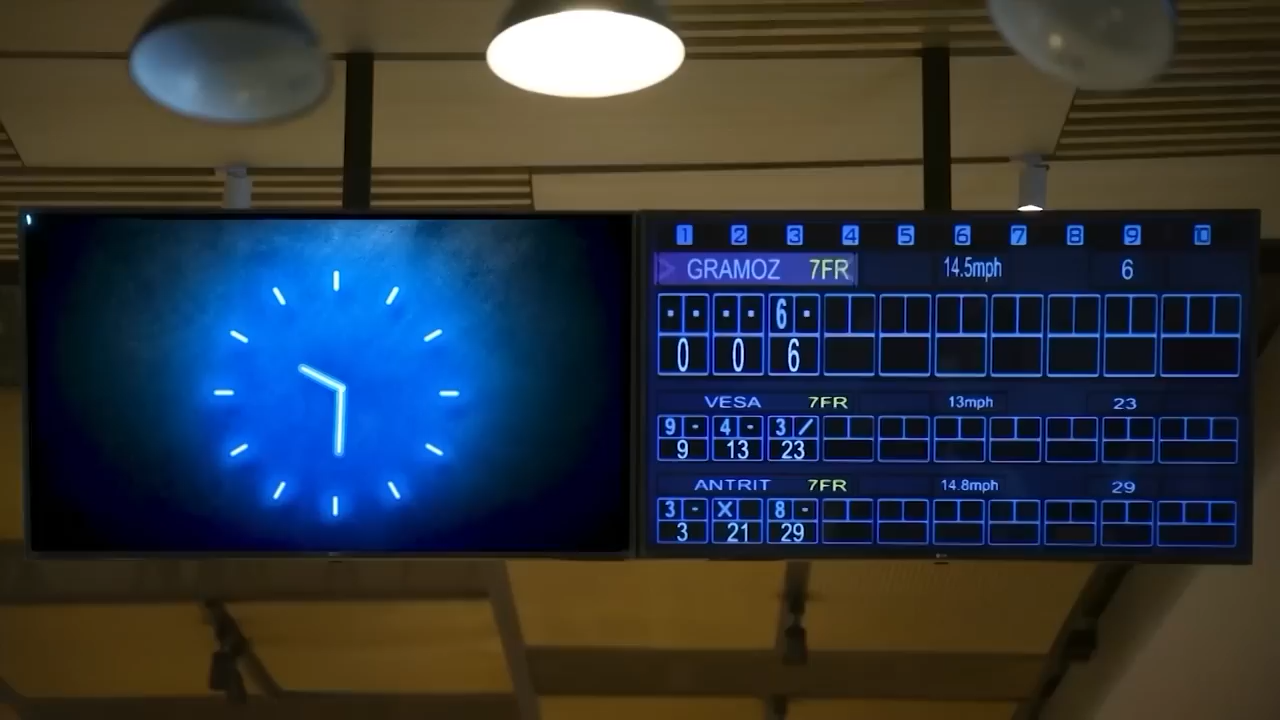 1 2 3 4 5 6 7 8 9 10
GRAMOZ 7FR 14.5mph 6
· · · · 6 ·
0 0 6
VESA 7FR 13mph 23
9 - 4 - 3 /
9 13 23
ANTRIT 7FR 14.8mph 29
3 - X 8 -
3 21 29